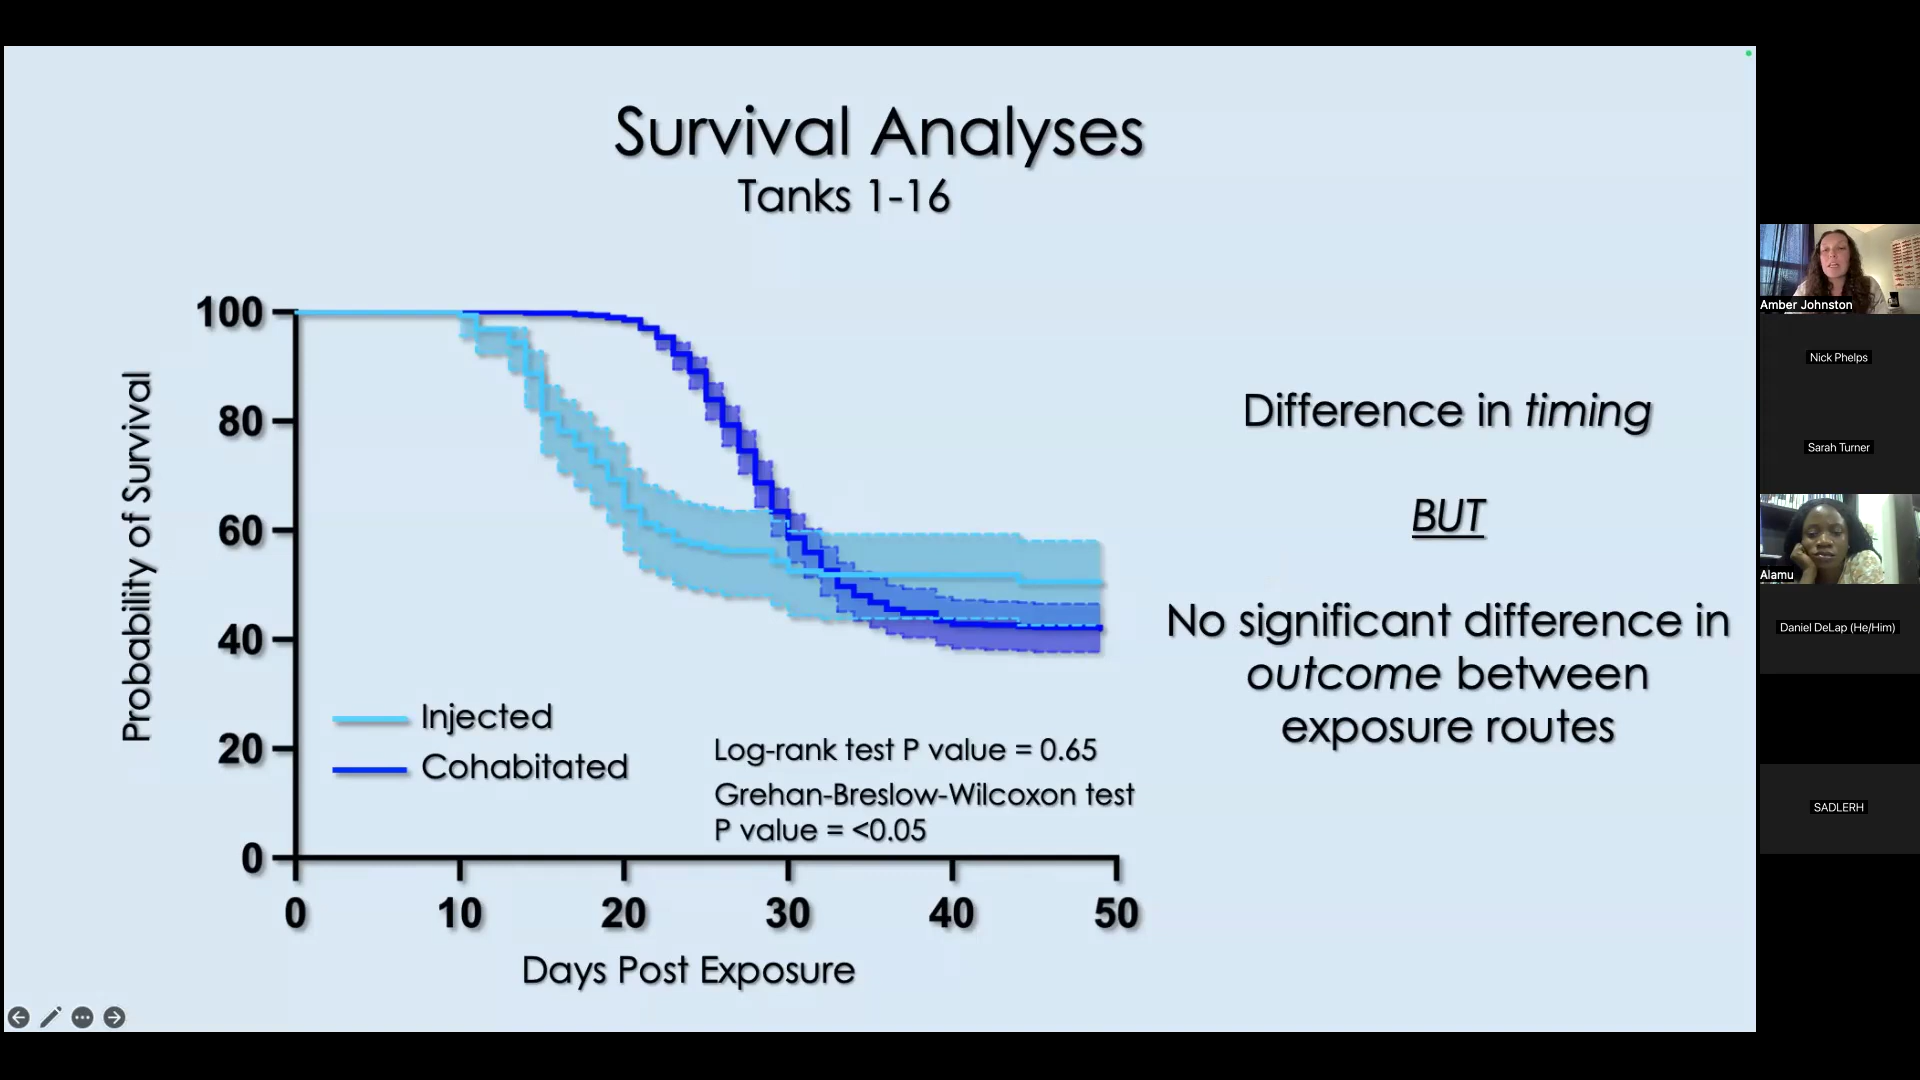 Survival Analyses
Tanks 1-16
Probability of Survival
100
80
60
40
20
0
Injected
Cohabitated
Log-rank test P value = 0.65
Grehan-Breslow-Wilcoxon test
P value = <0.05
0 10 20 30 40 50
Days Post Exposure
Difference in timing
BUT
No significant difference in
outcome between
exposure routes
Amber Johnston
Nick Phelps
Sarah Turner
Alamu
Daniel DeLap (He/Him)
SADLERH